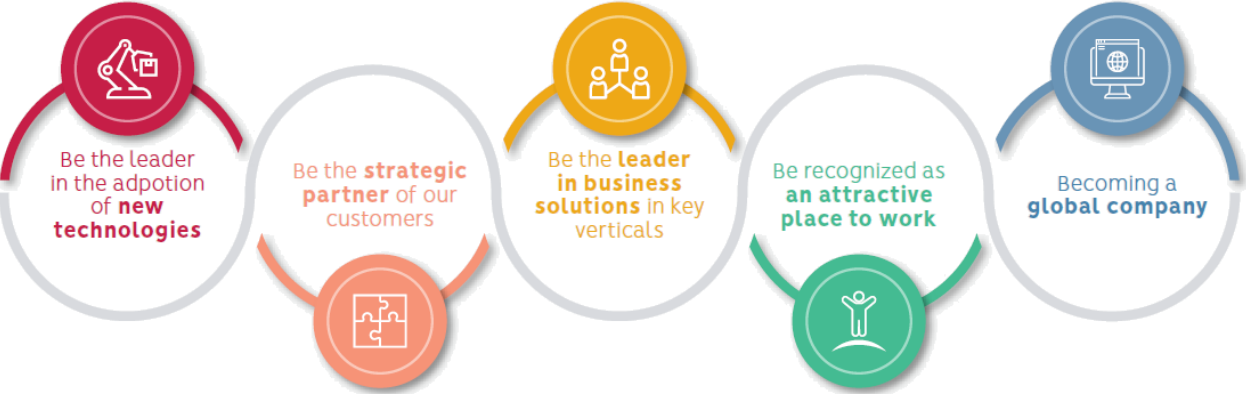 Be the leader
in the adpotion
of new
technologies
Be the strategic
partner of our
customers
Be the leader
in business
solutions in key
verticals
Be recognized as
an attractive
place to work
Becoming a
global company